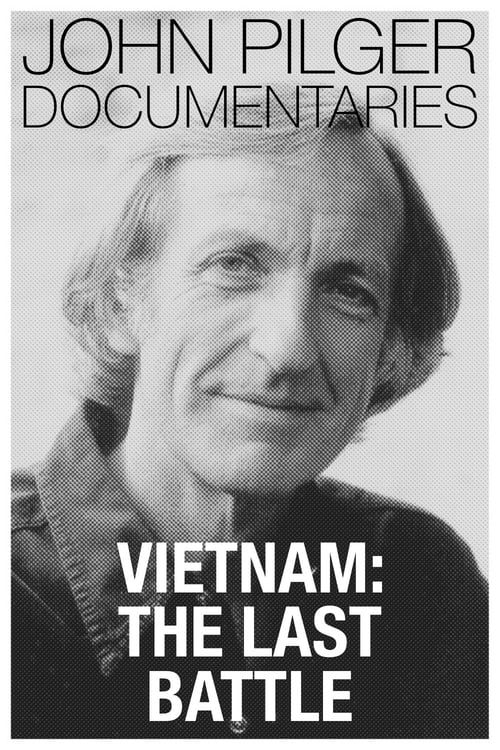 JOHN PILGER
DOCUMENTARIES
VIETNAM:
THE LAST
BATTLE